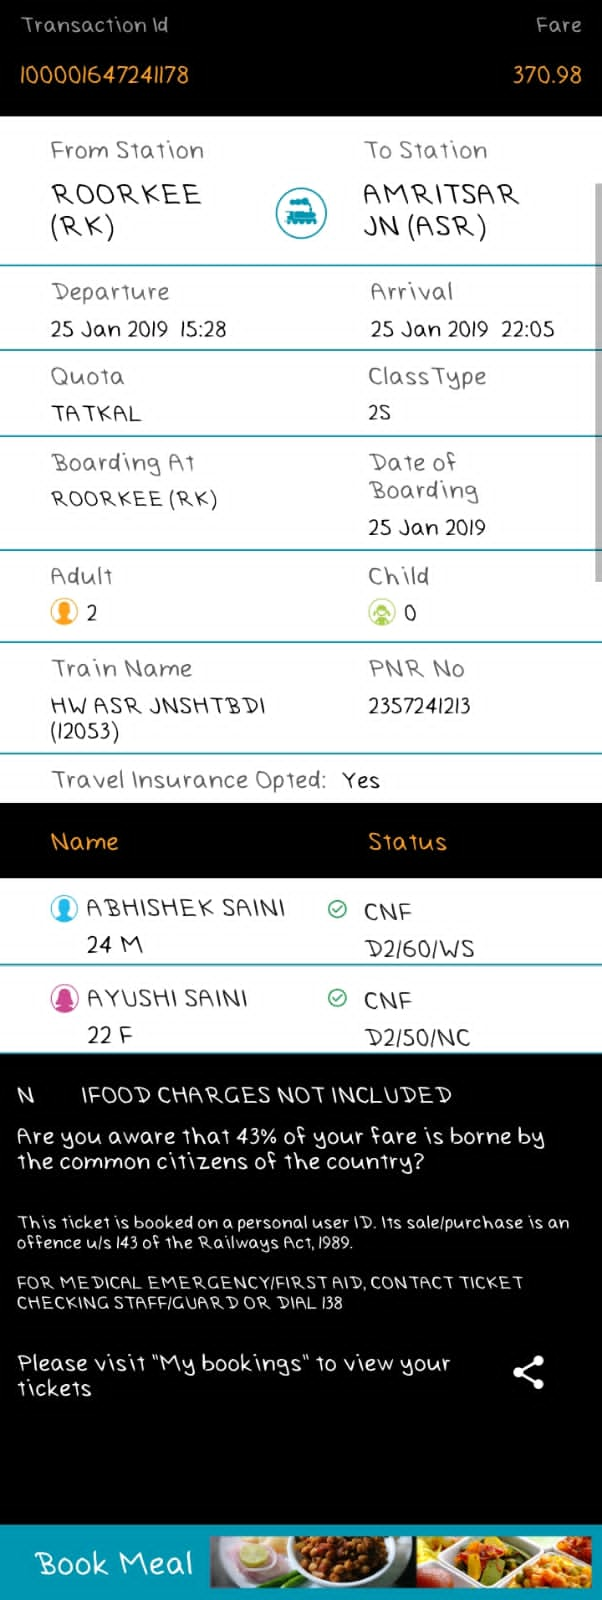 Transaction Id Fare
100001647241178 370.98
From Station To Station
ROORKEE AMRITSAR
(RK) JN (ASR)
Departure Arrival
25 Jan 2019 15:28 25 Jan 2019 22:05
Quota Class Type
TATKAL 2S
Boarding At Date of
Boarding
ROORKEE (RK)
25 Jan 2019
Adult Child
2 0
Train Name PNR No
HW ASR JNSHTBDI 2357241213
(12053)
Travel Insurance Opted: Yes
Name Status
ABHISHEK SAINI CNF
24 M D2/60/WS
AYUSHI SAINI CNF
22 F D2/50/NC
N IFOOD CHARGES NOT INCLUDED
Are you aware that 43% of your fare is borne by
the common citizens of the country?
This ticket is booked on a personal user ID. Its sale/purchase is an
offence u/s 143 of the Railways Act, 1989.
FOR MEDICAL EMERGENCY/FIRST AID, CONTACT TICKET
CHECKING STAFF/GUARD OR DIAL 138
Please visit "My bookings" to view your
tickets
Book Meal